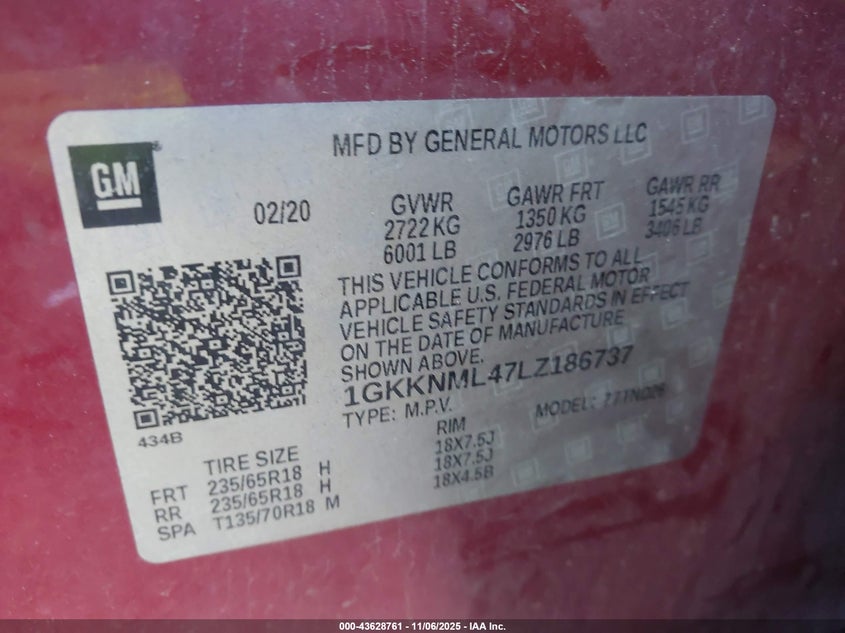 MFD BY GENERAL MOTORS LLC
GM
02/20
GVWR
2722 KG
6001 LB
GAWR FRT
1350 KG
2976 LB
GAWR RR
1545 KG
3406 LB
THIS VEHICLE CONFORMS TO ALL
APPLICABLE U.S. FEDERAL MOTOR
VEHICLE SAFETY STANDARDS IN EFFECT
ON THE DATE OF MANUFACTURE
SHOWN ABOVE.
1GKKNML47LZ186737
TYPE: M.P.V. MODEL:
434B
TIRE SIZE RIM
FRT 235/65R18 H 18X7.5J
RR 235/65R18 H 18X7.5J
SPA T135/70R18 M 18X4.5B
000-43628761 - 11/06/2025 - IAA Inc.